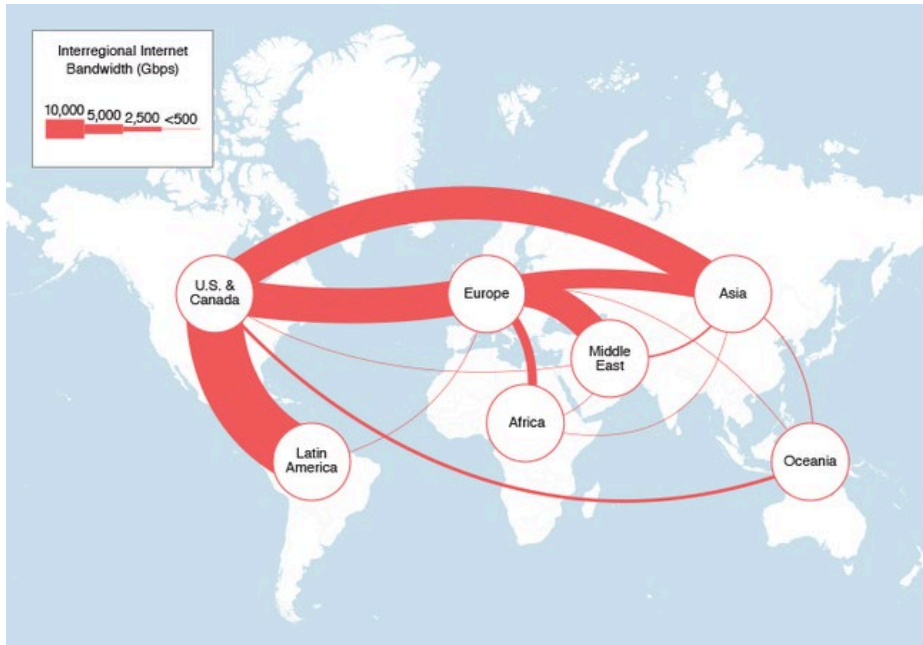 Interregional Internet
Bandwidth (Gbps)
10,000 5,000 2,500 <500
U.S. &
Canada
Europe
Asia
Middle
East
Africa
Latin
America
Oceania